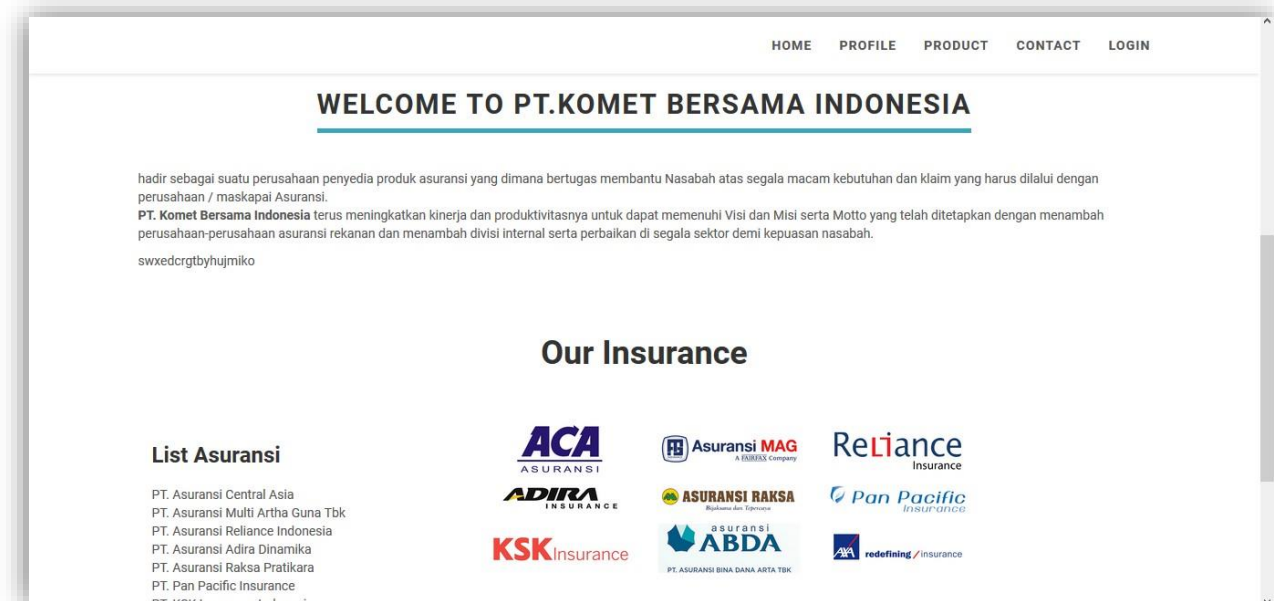 HOME PROFILE PRODUCT CONTACT LOGIN
WELCOME TO PT.KOMET BERSAMA INDONESIA
hadir sebagai suatu perusahaan penyedia produk asuransi yang dimana bertugas membantu Nasabah atas segala macam kebutuhan dan klaim yang harus dilalui dengan
perusahaan / maskapai Asuransi.
PT. Komet Bersama Indonesia terus meningkatkan kinerja dan produktivitasnya untuk dapat memenuhi Visi dan Misi serta Motto yang telah ditetapkan dengan menambah
perusahaan-perusahaan asuransi rekanan dan menambah divisi internal serta perbaikan di segala sektor demi kepuasan nasabah.
swxedcrgtbyhujmiko
Our Insurance
List Asuransi
PT. Asuransi Central Asia
PT. Asuransi Multi Artha Guna Tbk
PT. Asuransi Reliance Indonesia
PT. Asuransi Adira Dinamika
PT. Asuransi Raksa Pratikara
PT. Pan Pacific Insurance
ACA
ASURANSI
Asuransi MAG
A FAIRFAX Company
Reliance
Insurance
ADIRA
INSURANCE
ASURANSI RAKSA
Bijaksana dan Tepercaya
Pan Pacific
Insurance
KSK Insurance
asuransi
ABDA
PT. ASURANSI BINA DANA ARTA TBK
AXA redefining / insurance